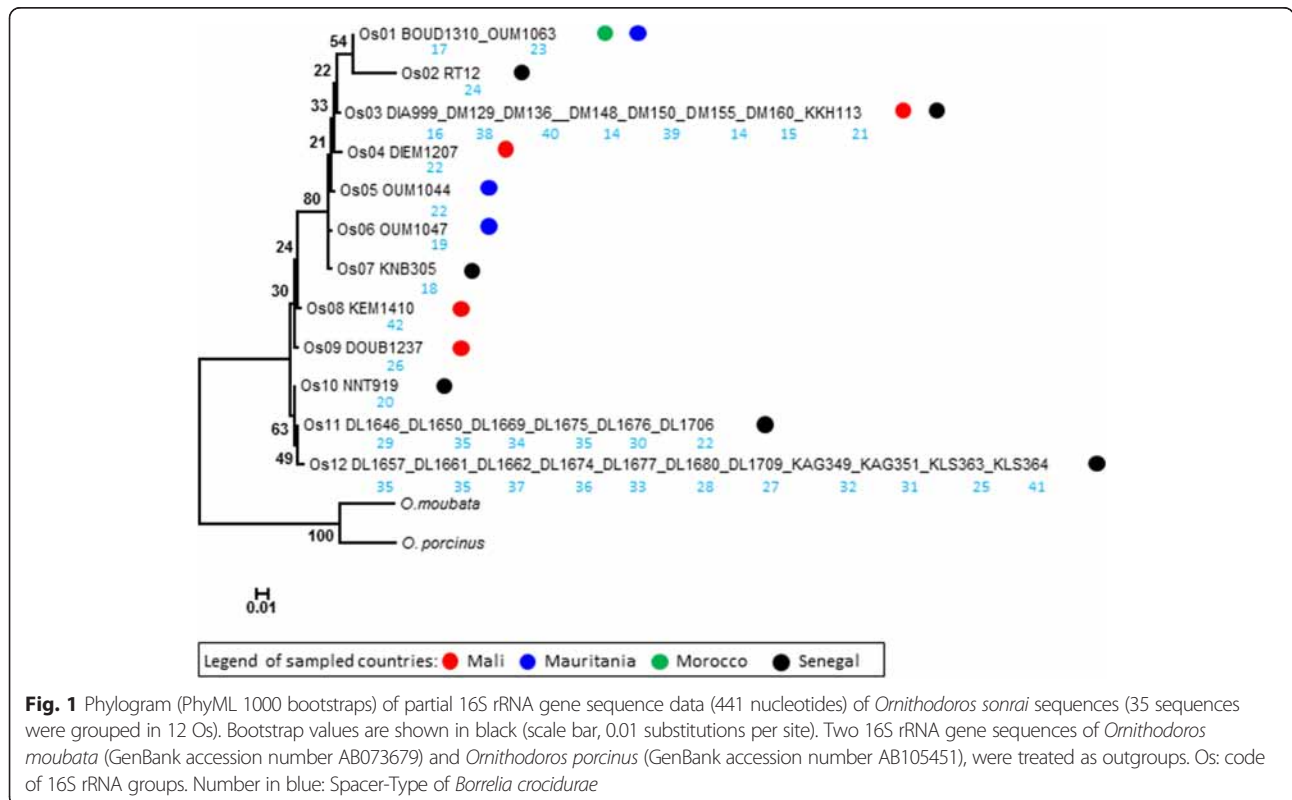 54
Os01 BOUD1310_OUM1063
17 23
22
Os02 RT12
24
33
Os03 DIA999_DM129_DM136__DM148_DM150_DM155_DM160_KKH113
16 38 40 14 39 14 15 21
21
Os04 DIEM1207
22
80
Os05 OUM1044
22
Os06 OUM1047
19
24
Os07 KNB305
18
30
Os08 KEM1410
42
Os09 DOUB1237
26
Os10 NNT919
20
63
Os11 DL1646_DL1650_DL1669_DL1675_DL1676_DL1706
29 35 34 35 30 22
49
Os12 DL1657_DL1661_DL1662_DL1674_DL1677_DL1680_DL1709_KAG349_KAG351_KLS363_KLS364
35 35 37 36 33 28 27 32 31 25 41
O.moubata
100
O. porcinus
0.01
Legend of sampled countries: Mali Mauritania Morocco Senegal
Fig. 1 Phylogram (PhyML 1000 bootstraps) of partial 16S rRNA gene sequence data (441 nucleotides) of Ornithodoros sonrai sequences (35 sequences
were grouped in 12 Os). Bootstrap values are shown in black (scale bar, 0.01 substitutions per site). Two 16S rRNA gene sequences of Ornithodoros
moubata (GenBank accession number AB073679) and Ornithodoros porcinus (GenBank accession number AB105451), were treated as outgroups. Os: code
of 16S rRNA groups. Number in blue: Spacer-Type of Borrelia crocidurae